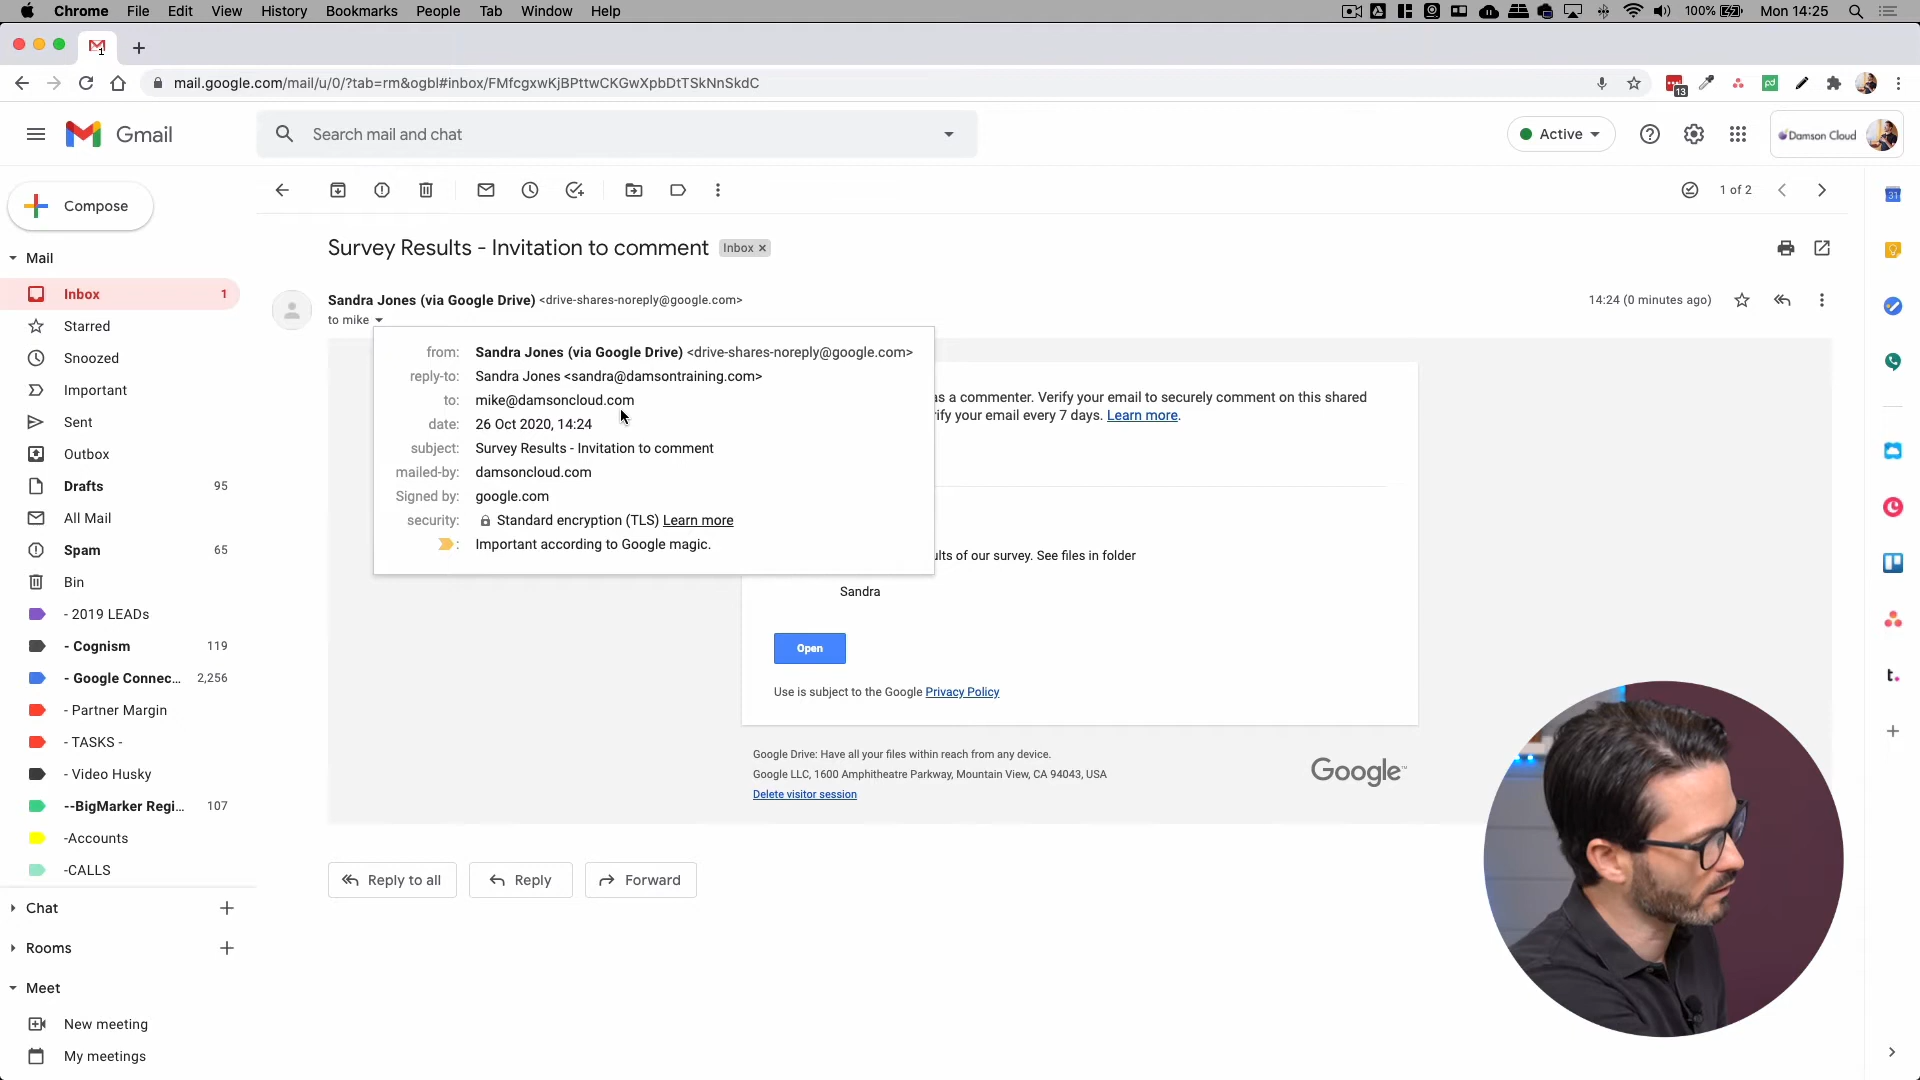 Chrome File Edit View History Bookmarks People Tab Window Help
100% Mon 14:25
1
mail.google.com/mail/u/0/?tab=rm&ogbl#inbox/FMfcgxwKjBPttwCKGwXpbDtTSkNnSkdC
13
Gmail
Search mail and chat
Active
Damson Cloud
Compose
1 of 2
31
Mail
Inbox 1
Starred
Snoozed
Important
Sent
Outbox
Drafts 95
All Mail
Spam 65
Bin
- 2019 LEADs
- Cognism 119
- Google Connec... 2,256
- Partner Margin
- TASKS -
- Video Husky
--BigMarker Regi... 107
-Accounts
-CALLS
Chat
Rooms
Meet
New meeting
My meetings
Survey Results - Invitation to comment Inbox
Sandra Jones (via Google Drive) <drive-shares-noreply@google.com>
14:24 (0 minutes ago)
to mike
from: Sandra Jones (via Google Drive) <drive-shares-noreply@google.com>
reply-to: Sandra Jones <sandra@damsontraining.com>
to: mike@damsoncloud.com
date: 26 Oct 2020, 14:24
subject: Survey Results - Invitation to comment
mailed-by: damsoncloud.com
Signed by: google.com
security: Standard encryption (TLS) Learn more
: Important according to Google magic.
as a commenter. Verify your email to securely comment on this shared
ify your email every 7 days. Learn more.
ults of our survey. See files in folder
Sandra
Open
Use is subject to the Google Privacy Policy
Google Drive: Have all your files within reach from any device.
Google LLC, 1600 Amphitheatre Parkway, Mountain View, CA 94043, USA
Delete visitor session
Google
t.
Reply to all
Reply
Forward